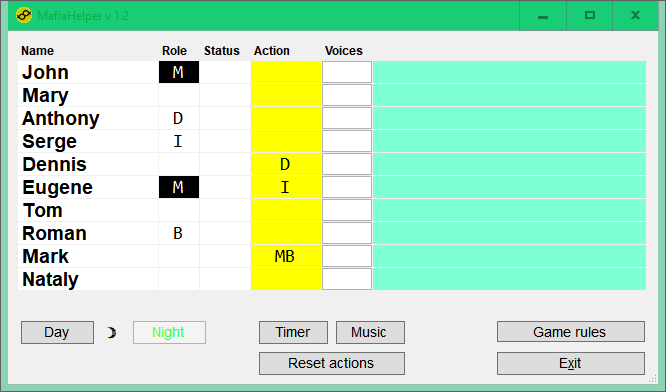 MafiaHelper v 1.2
Name Role Status Action Voices
John M
Mary
Anthony D
Serge I
Dennis D
Eugene M I
Tom
Roman B
Mark MB
Nataly
Day Night Timer Music Game rules
Reset actions Exit